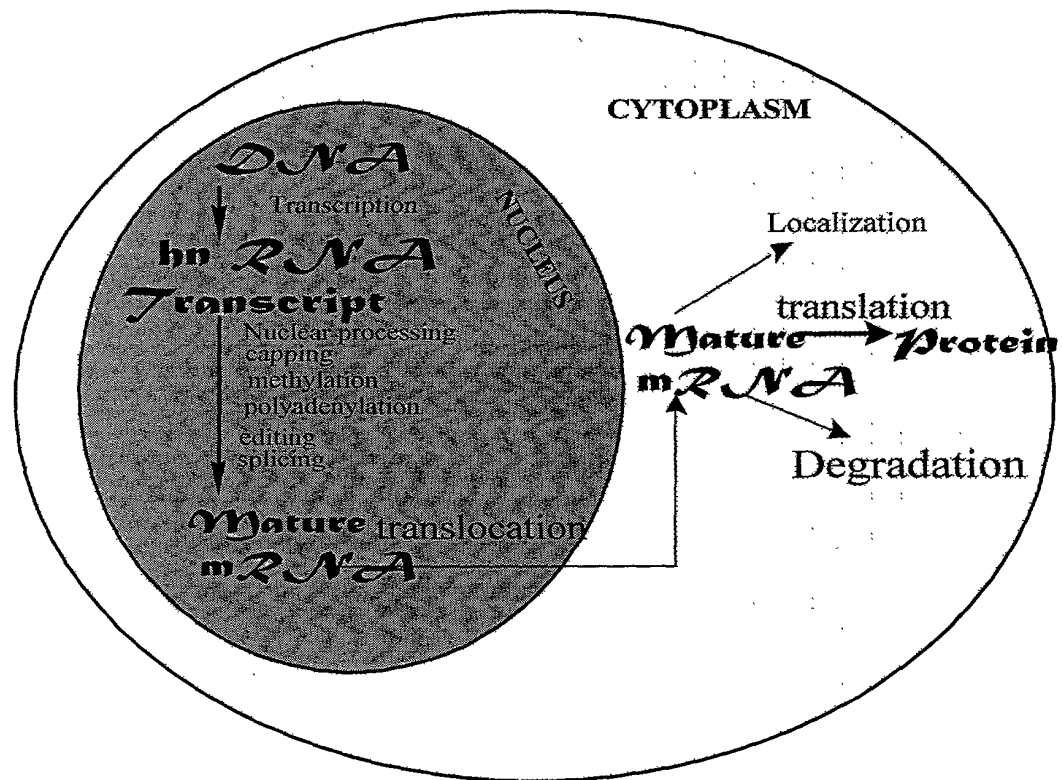 CYTOPLASM
DNA
Transcription
NUCLEUS
hn RNA
Transcript
Nuclear processing
capping
methylation
polyadenylation
editing
splicing
Mature
mRNA
translocation
Localization
translation
Mature
mRNA
Protein
Degradation